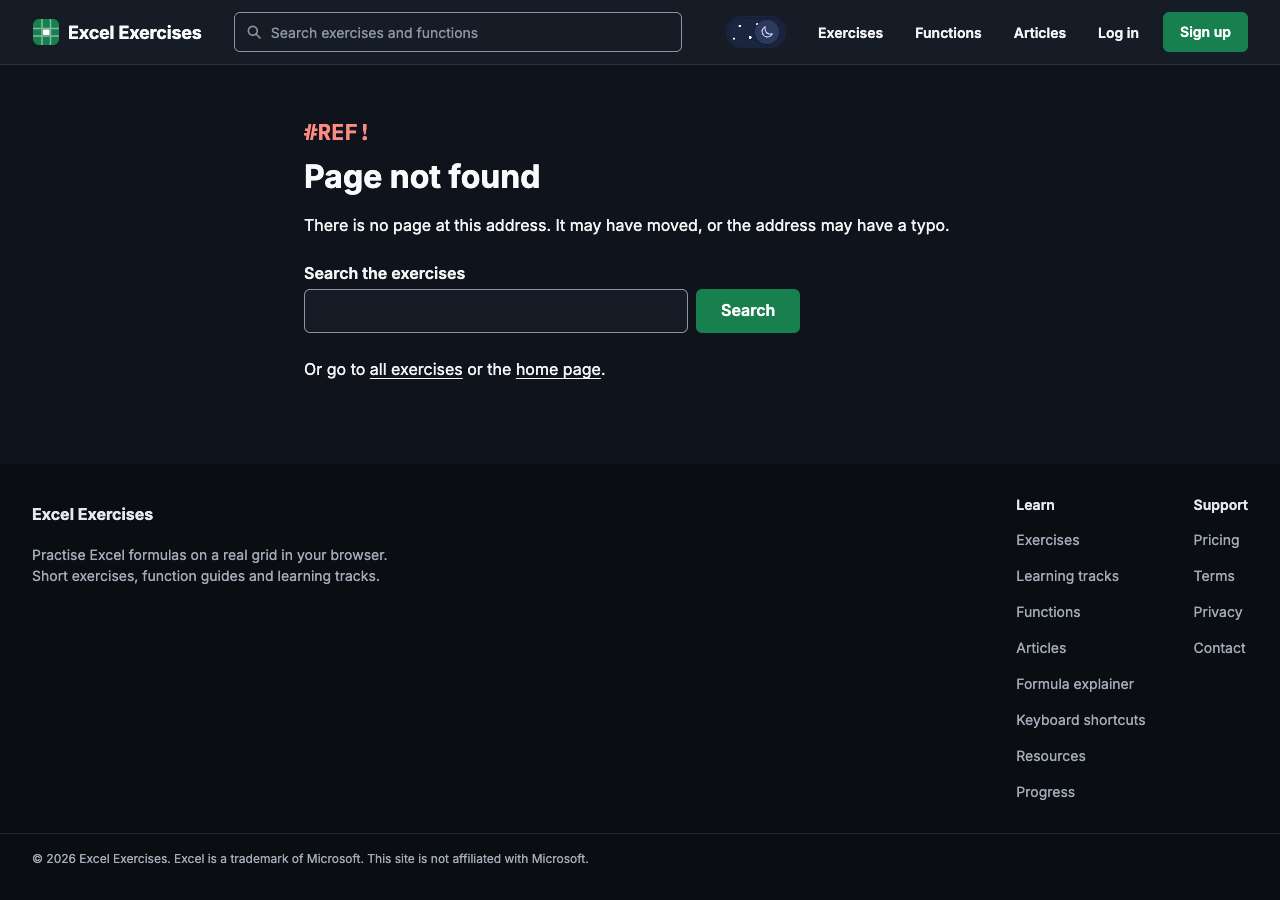 Excel Exercises
Search exercises and functions
Exercises
Functions
Articles
Log in
Sign up
#REF!
Page not found
There is no page at this address. It may have moved, or the address may have a typo.
Search the exercises
Search
Or go to all exercises or the home page.
Excel Exercises
Practise Excel formulas on a real grid in your browser.
Short exercises, function guides and learning tracks.
Learn
Exercises
Learning tracks
Functions
Articles
Formula explainer
Keyboard shortcuts
Resources
Progress
Support
Pricing
Terms
Privacy
Contact
© 2026 Excel Exercises. Excel is a trademark of Microsoft. This site is not affiliated with Microsoft.